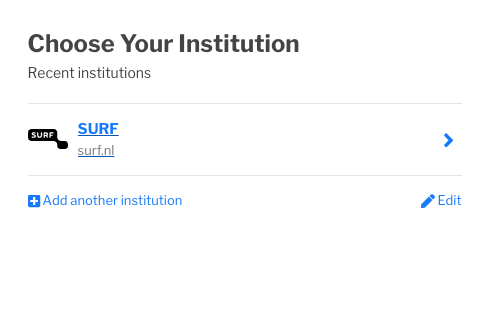 Choose Your Institution
Recent institutions
SURF
SURF
surf.nl
Add another institution
Edit